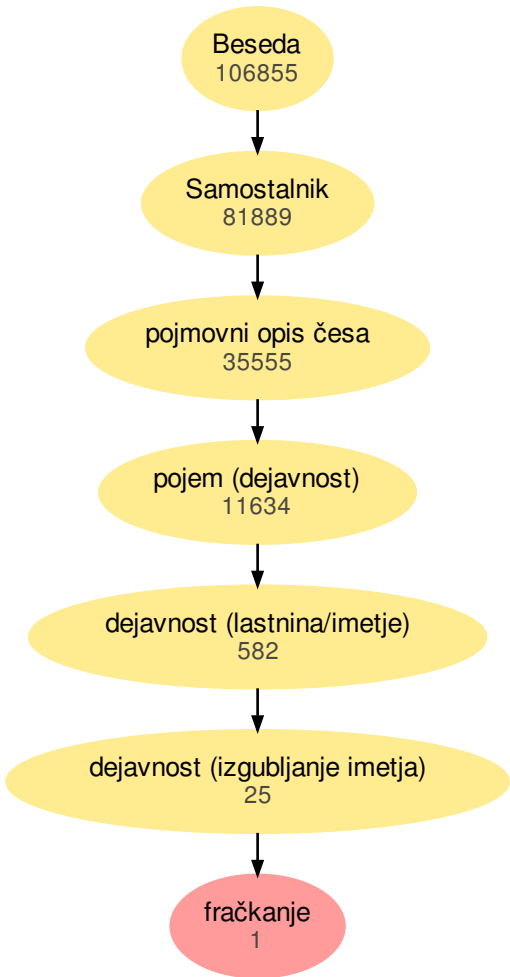 Beseda
106855
Samostalnik
81889
pojmovni opis česa
35555
pojem (dejavnost)
11634
dejavnost (lastnina/imetje)
582
dejavnost (izgubljanje imetja)
25
fračkanje
1